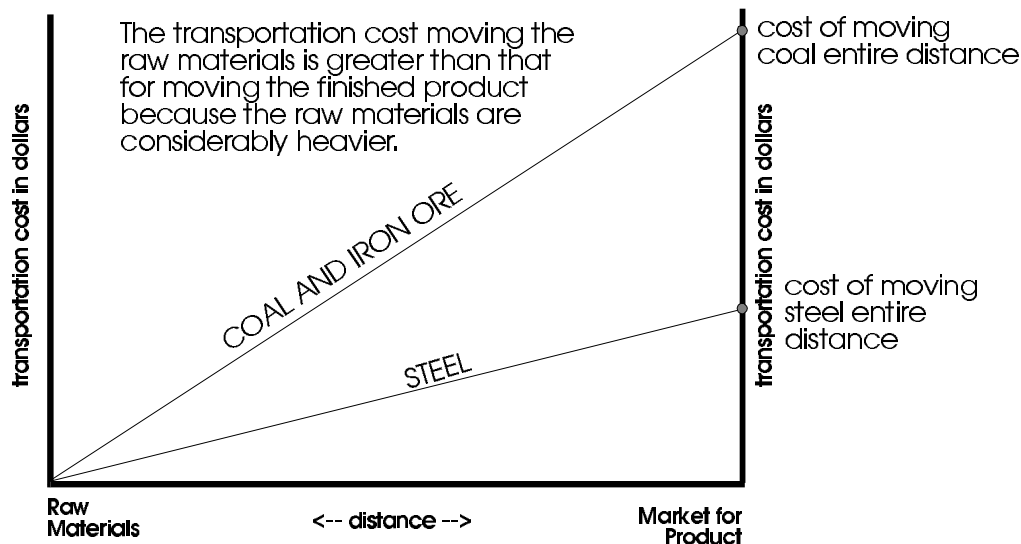 The transportation cost moving the
raw materials is greater than that
for moving the finished product
because the raw materials are
considerably heavier.
cost of moving
coal entire distance
transportation cost in dollars
transportation cost in dollars
COAL AND IRON ORE
cost of moving
steel entire
distance
STEEL
Raw
Materials
<-- distance -->
Market for
Product